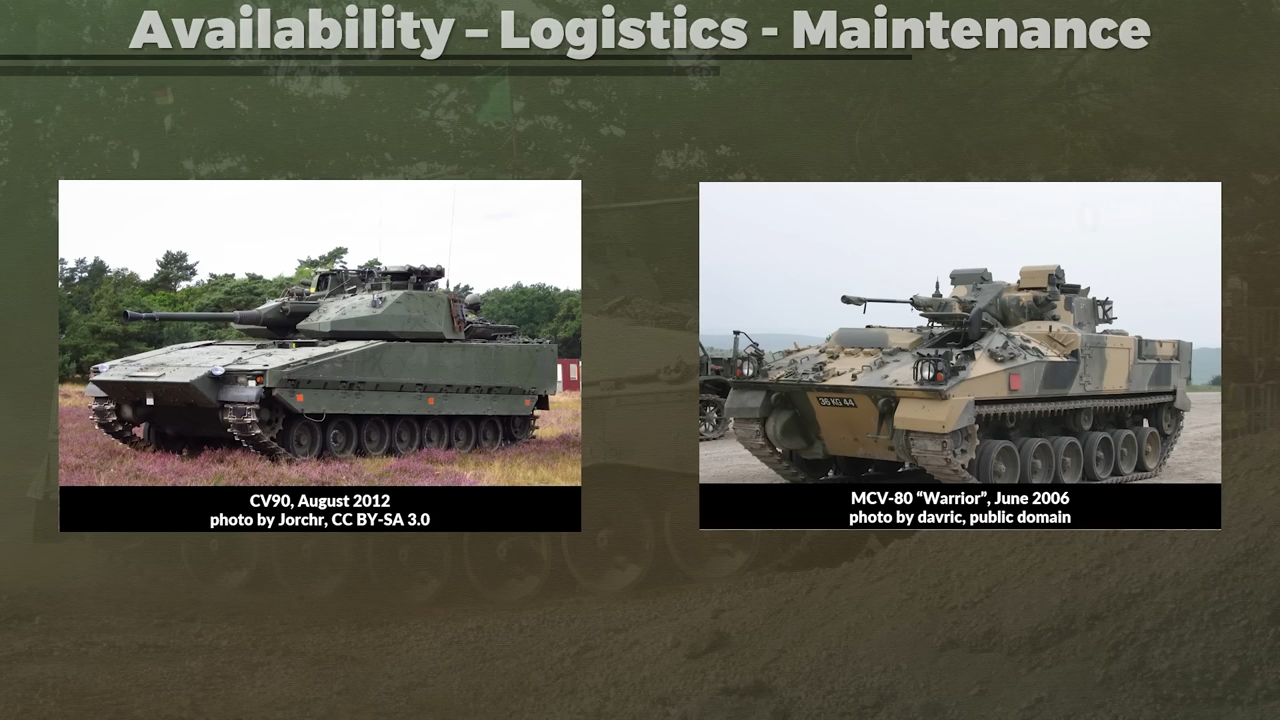 Availability – Logistics - Maintenance
CV90, August 2012
photo by Jorchr, CC BY-SA 3.0
36 KG 44
MCV-80 “Warrior”, June 2006
photo by davric, public domain